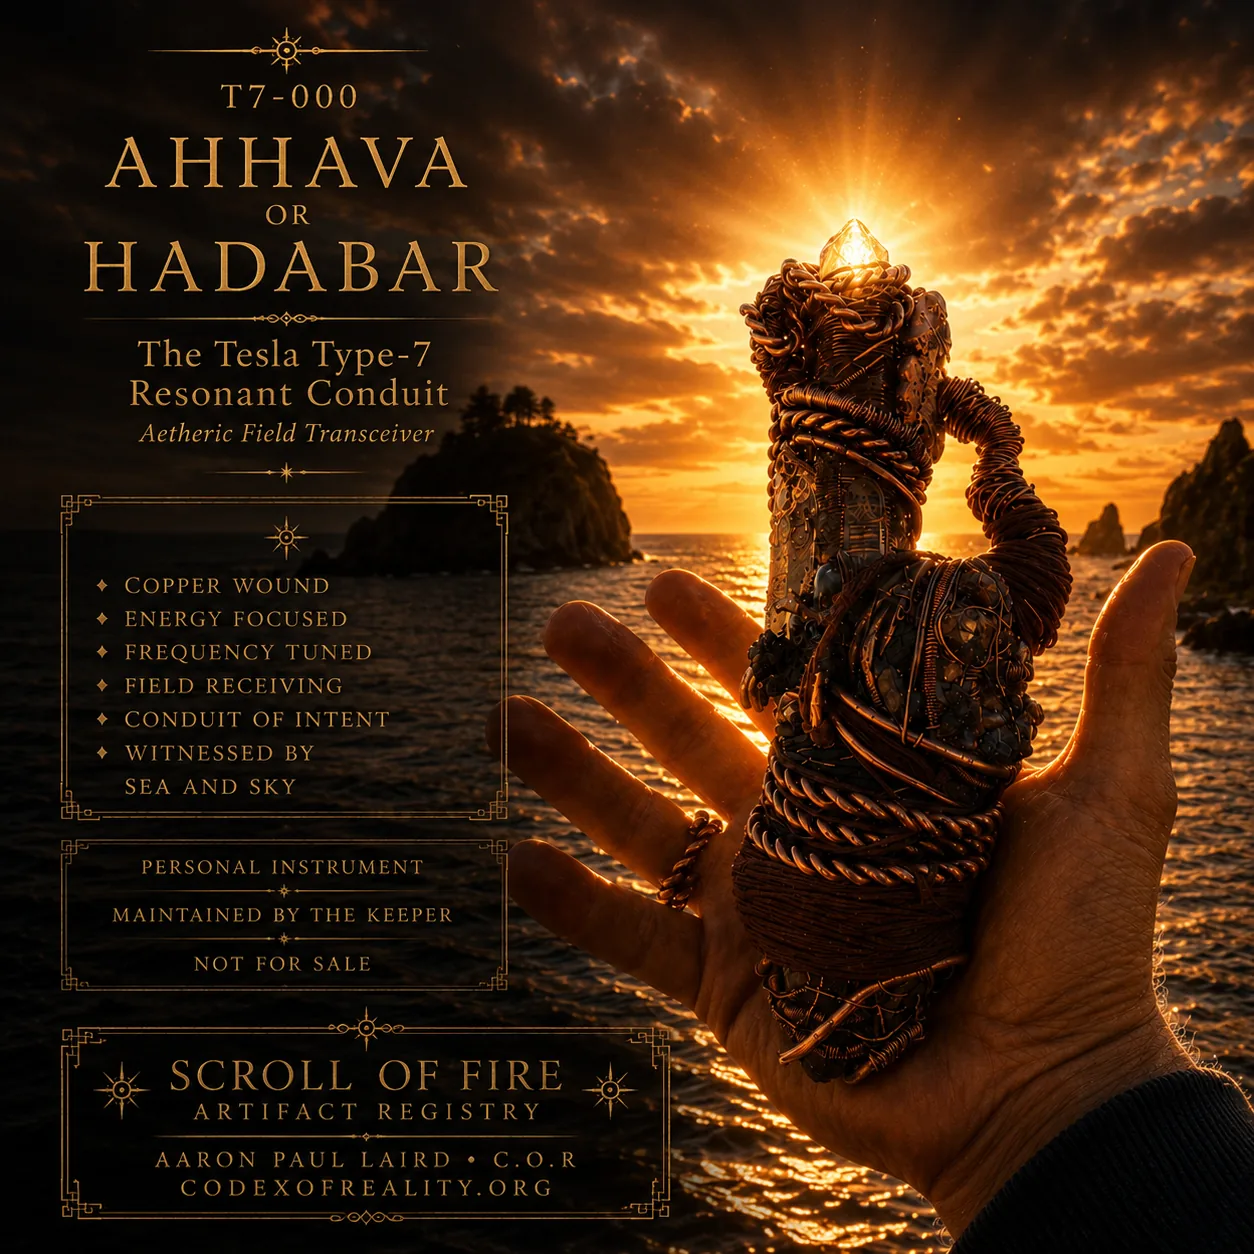 T7-000
AHHAVA
OR
HADABAR
The Tesla Type-7
Resonant Conduit
Aetheric Field Transceiver
COPPER WOUND
ENERGY FOCUSED
FREQUENCY TUNED
FIELD RECEIVING
CONDUIT OF INTENT
WITNESSED BY
SEA AND SKY
PERSONAL INSTRUMENT
MAINTAINED BY THE KEEPER
NOT FOR SALE
SCROLL OF FIRE
ARTIFACT REGISTRY
AARON PAUL LAIRD • C.O.R
CODEXOFREALITY.ORG